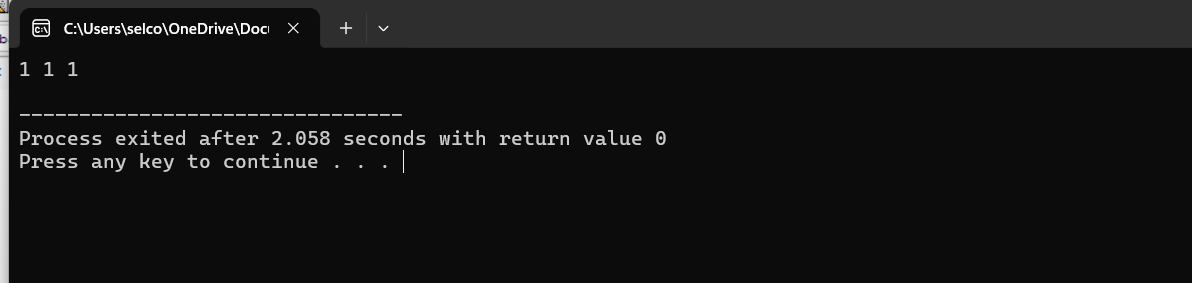 C:\Users\selco\OneDrive\Docu
1 1 1
--------------------------------
Process exited after 2.058 seconds with return value 0
Press any key to continue . . .